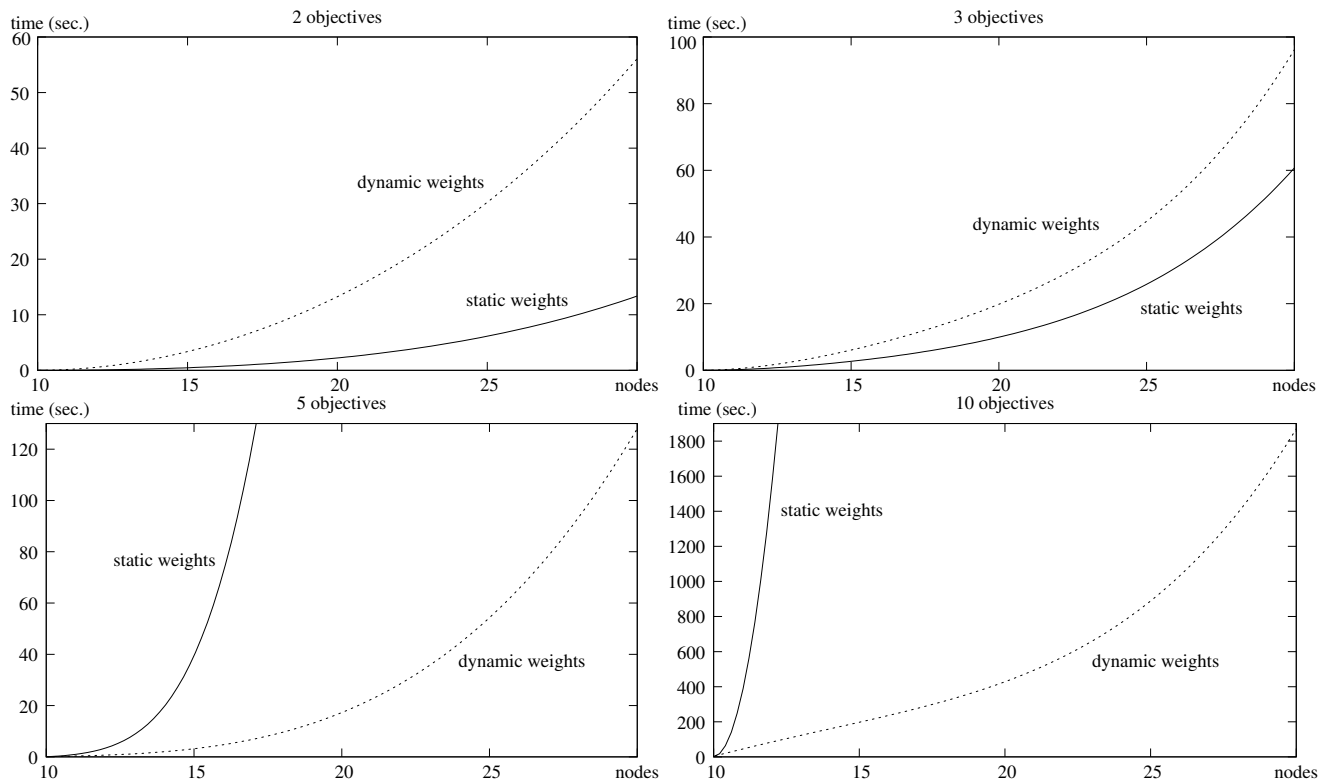 2 objectives
time (sec.)
60
50
40
30
20
10
0
dynamic weights
static weights
10
15
20
25
nodes
3 objectives
time (sec.)
100
80
60
40
20
0
dynamic weights
static weights
10
15
20
25
nodes
5 objectives
time (sec.)
120
100
80
60
40
20
0
static weights
dynamic weights
10
15
20
25
nodes
10 objectives
time (sec.)
1800
1600
1400
1200
1000
800
600
400
200
0
static weights
dynamic weights
10
15
20
25
nodes